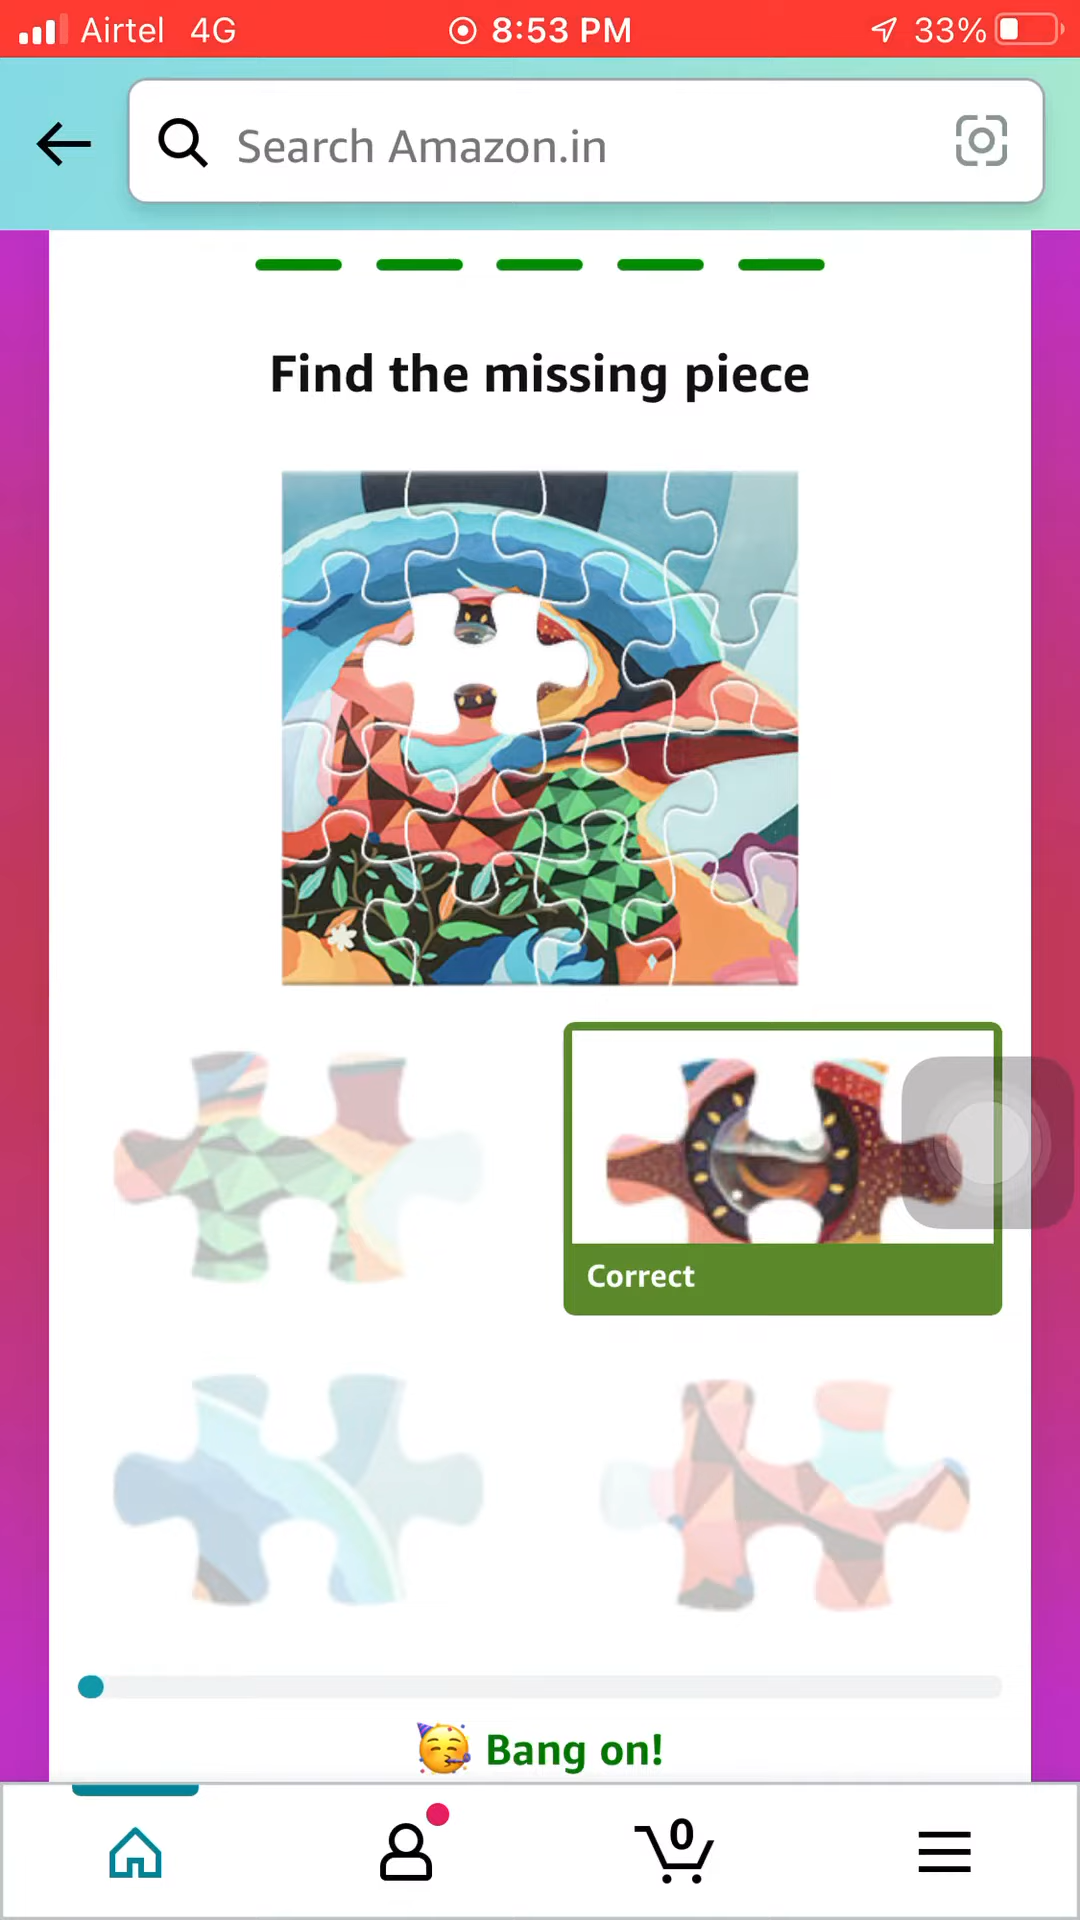 Airtel 4G 8:53 PM 33%
Search Amazon.in
Find the missing piece
Correct
Bang on!
0